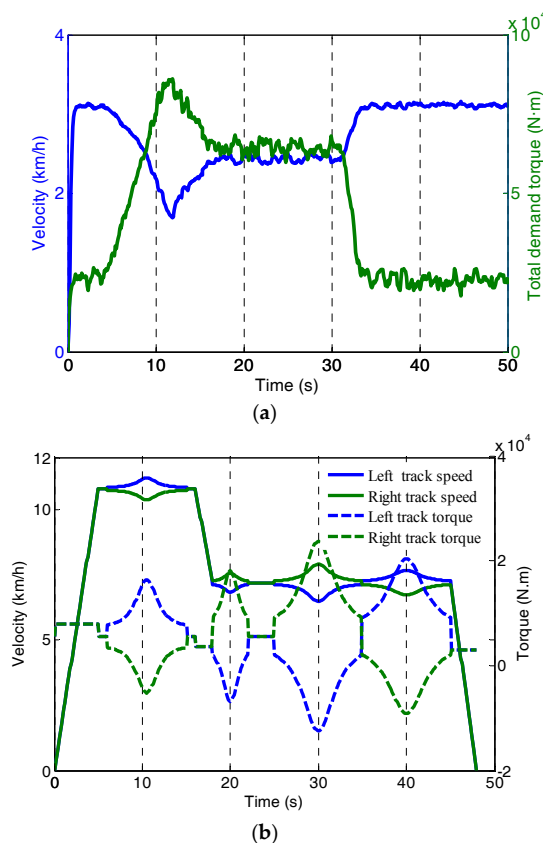 4
2
0
Velocity (km/h)
×10⁴
10
5
0
Total demand torque (N·m)
0 10 20 30 40 50
Time (s)
(a)
12
10
5
0
Velocity (km/h)
×10⁴
4
2
0
-2
Torque (N.m)
Left track speed
Right track speed
Left track torque
Right track torque
0 10 20 30 40 50
Time (s)
(b)